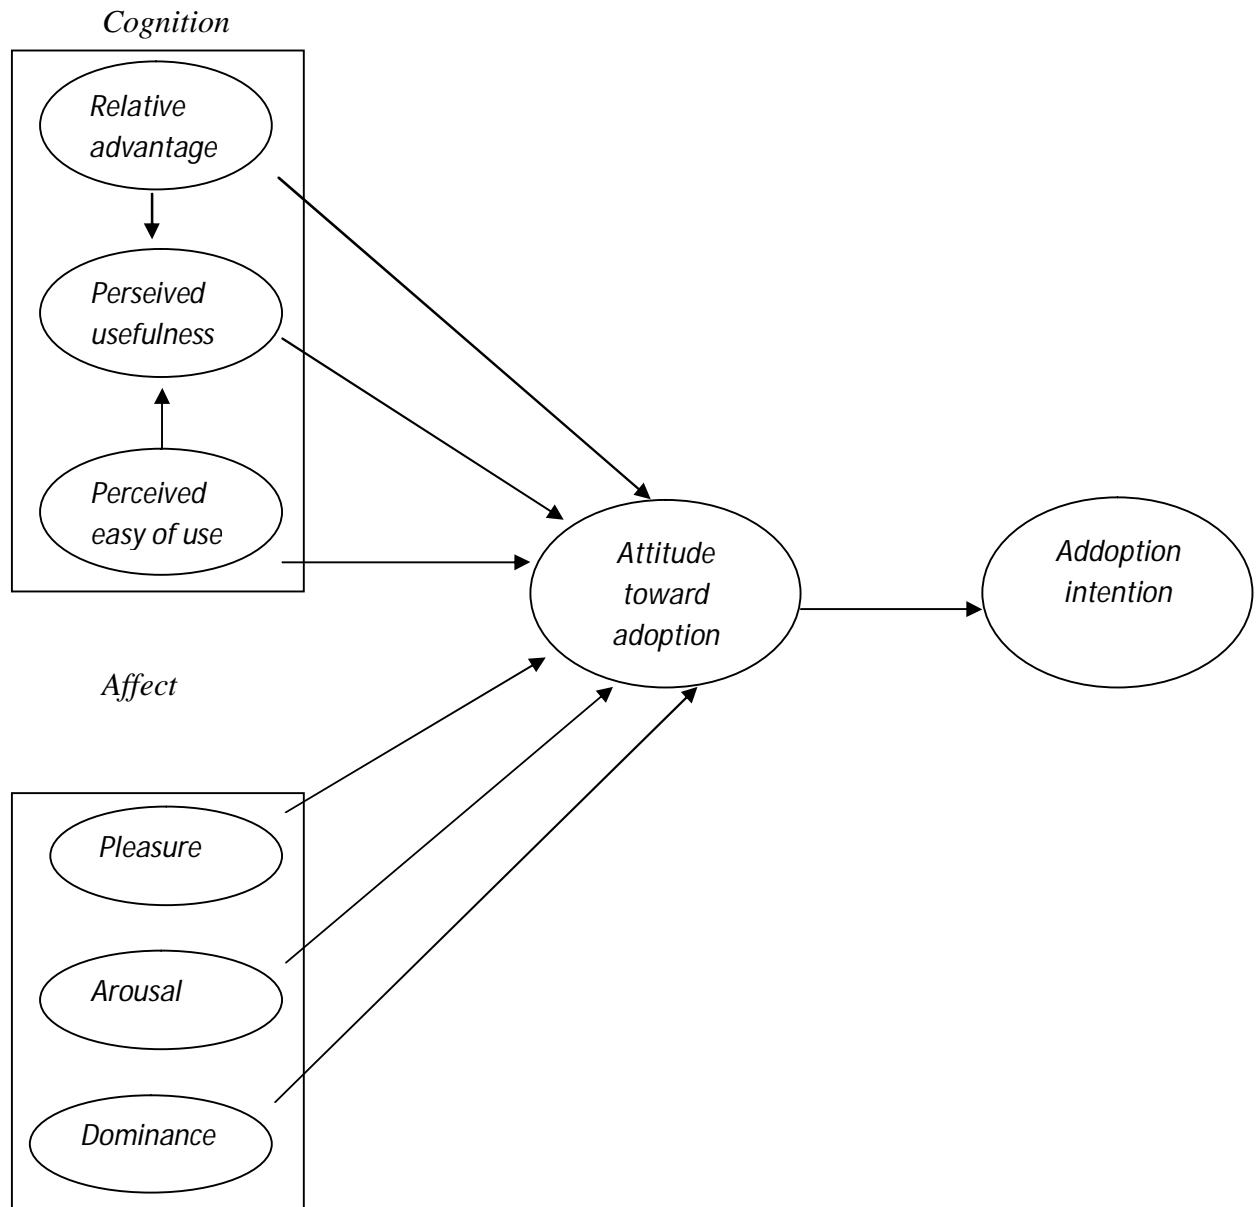 Cognition
Relative
advantage
Perseived
usefulness
Perceived
easy of use
Attitude
toward
adoption
Addoption
intention
Affect
Pleasure
Arousal
Dominance